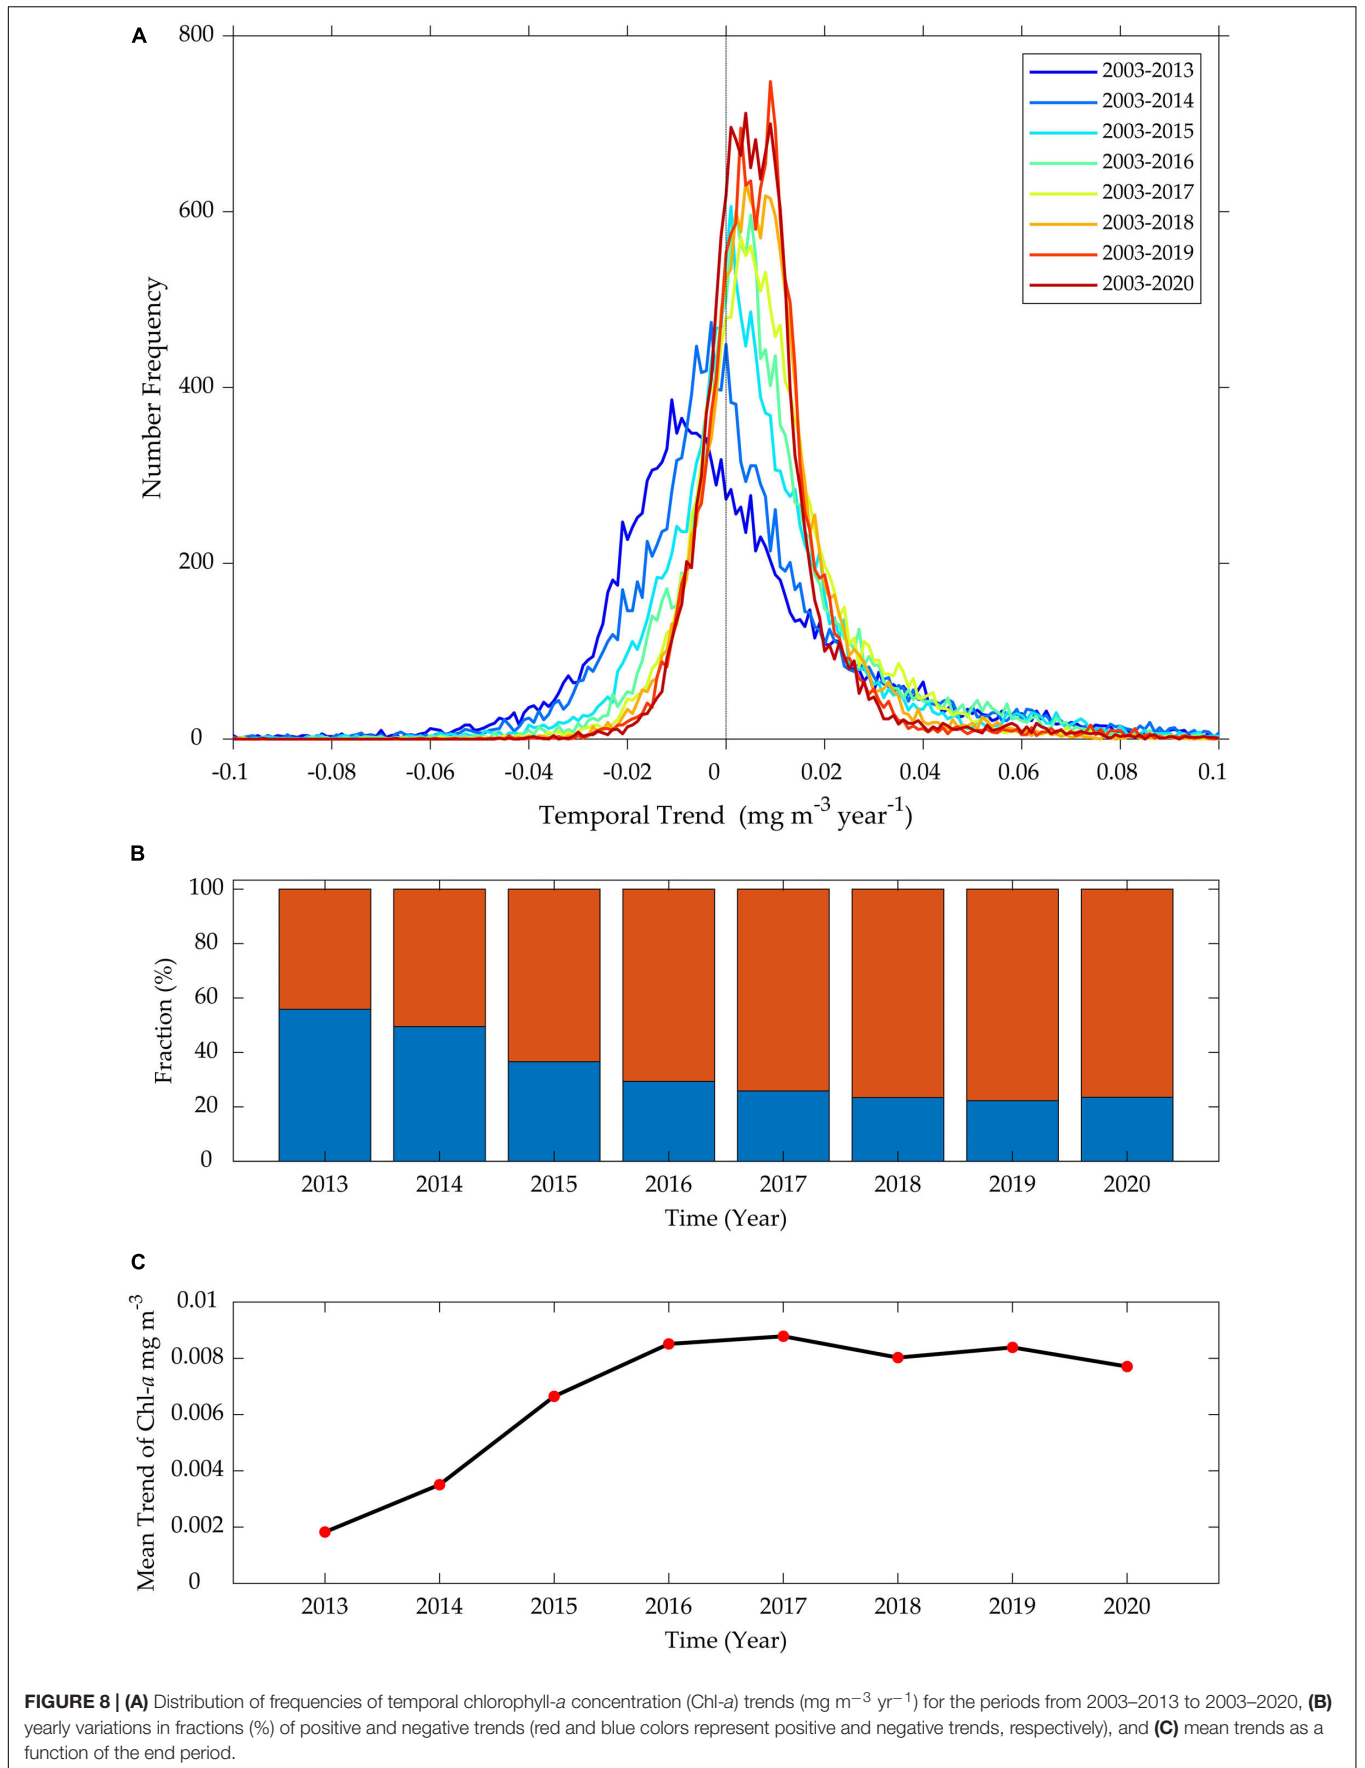 A
800
600
400
200
0
Number Frequency
2003-2013
2003-2014
2003-2015
2003-2016
2003-2017
2003-2018
2003-2019
2003-2020
-0.1 -0.08 -0.06 -0.04 -0.02 0 0.02 0.04 0.06 0.08 0.1
Temporal Trend (mg m-3 year-1)
B
100
80
60
40
20
0
Fraction (%)
2013 2014 2015 2016 2017 2018 2019 2020
Time (Year)
C
0.01
0.008
0.006
0.004
0.002
0
Mean Trend of Chl-a mg m-3
2013 2014 2015 2016 2017 2018 2019 2020
Time (Year)
FIGURE 8 | (A) Distribution of frequencies of temporal chlorophyll-a concentration (Chl-a) trends (mg m−3 yr−1) for the periods from 2003–2013 to 2003–2020, (B)
yearly variations in fractions (%) of positive and negative trends (red and blue colors represent positive and negative trends, respectively), and (C) mean trends as a
function of the end period.